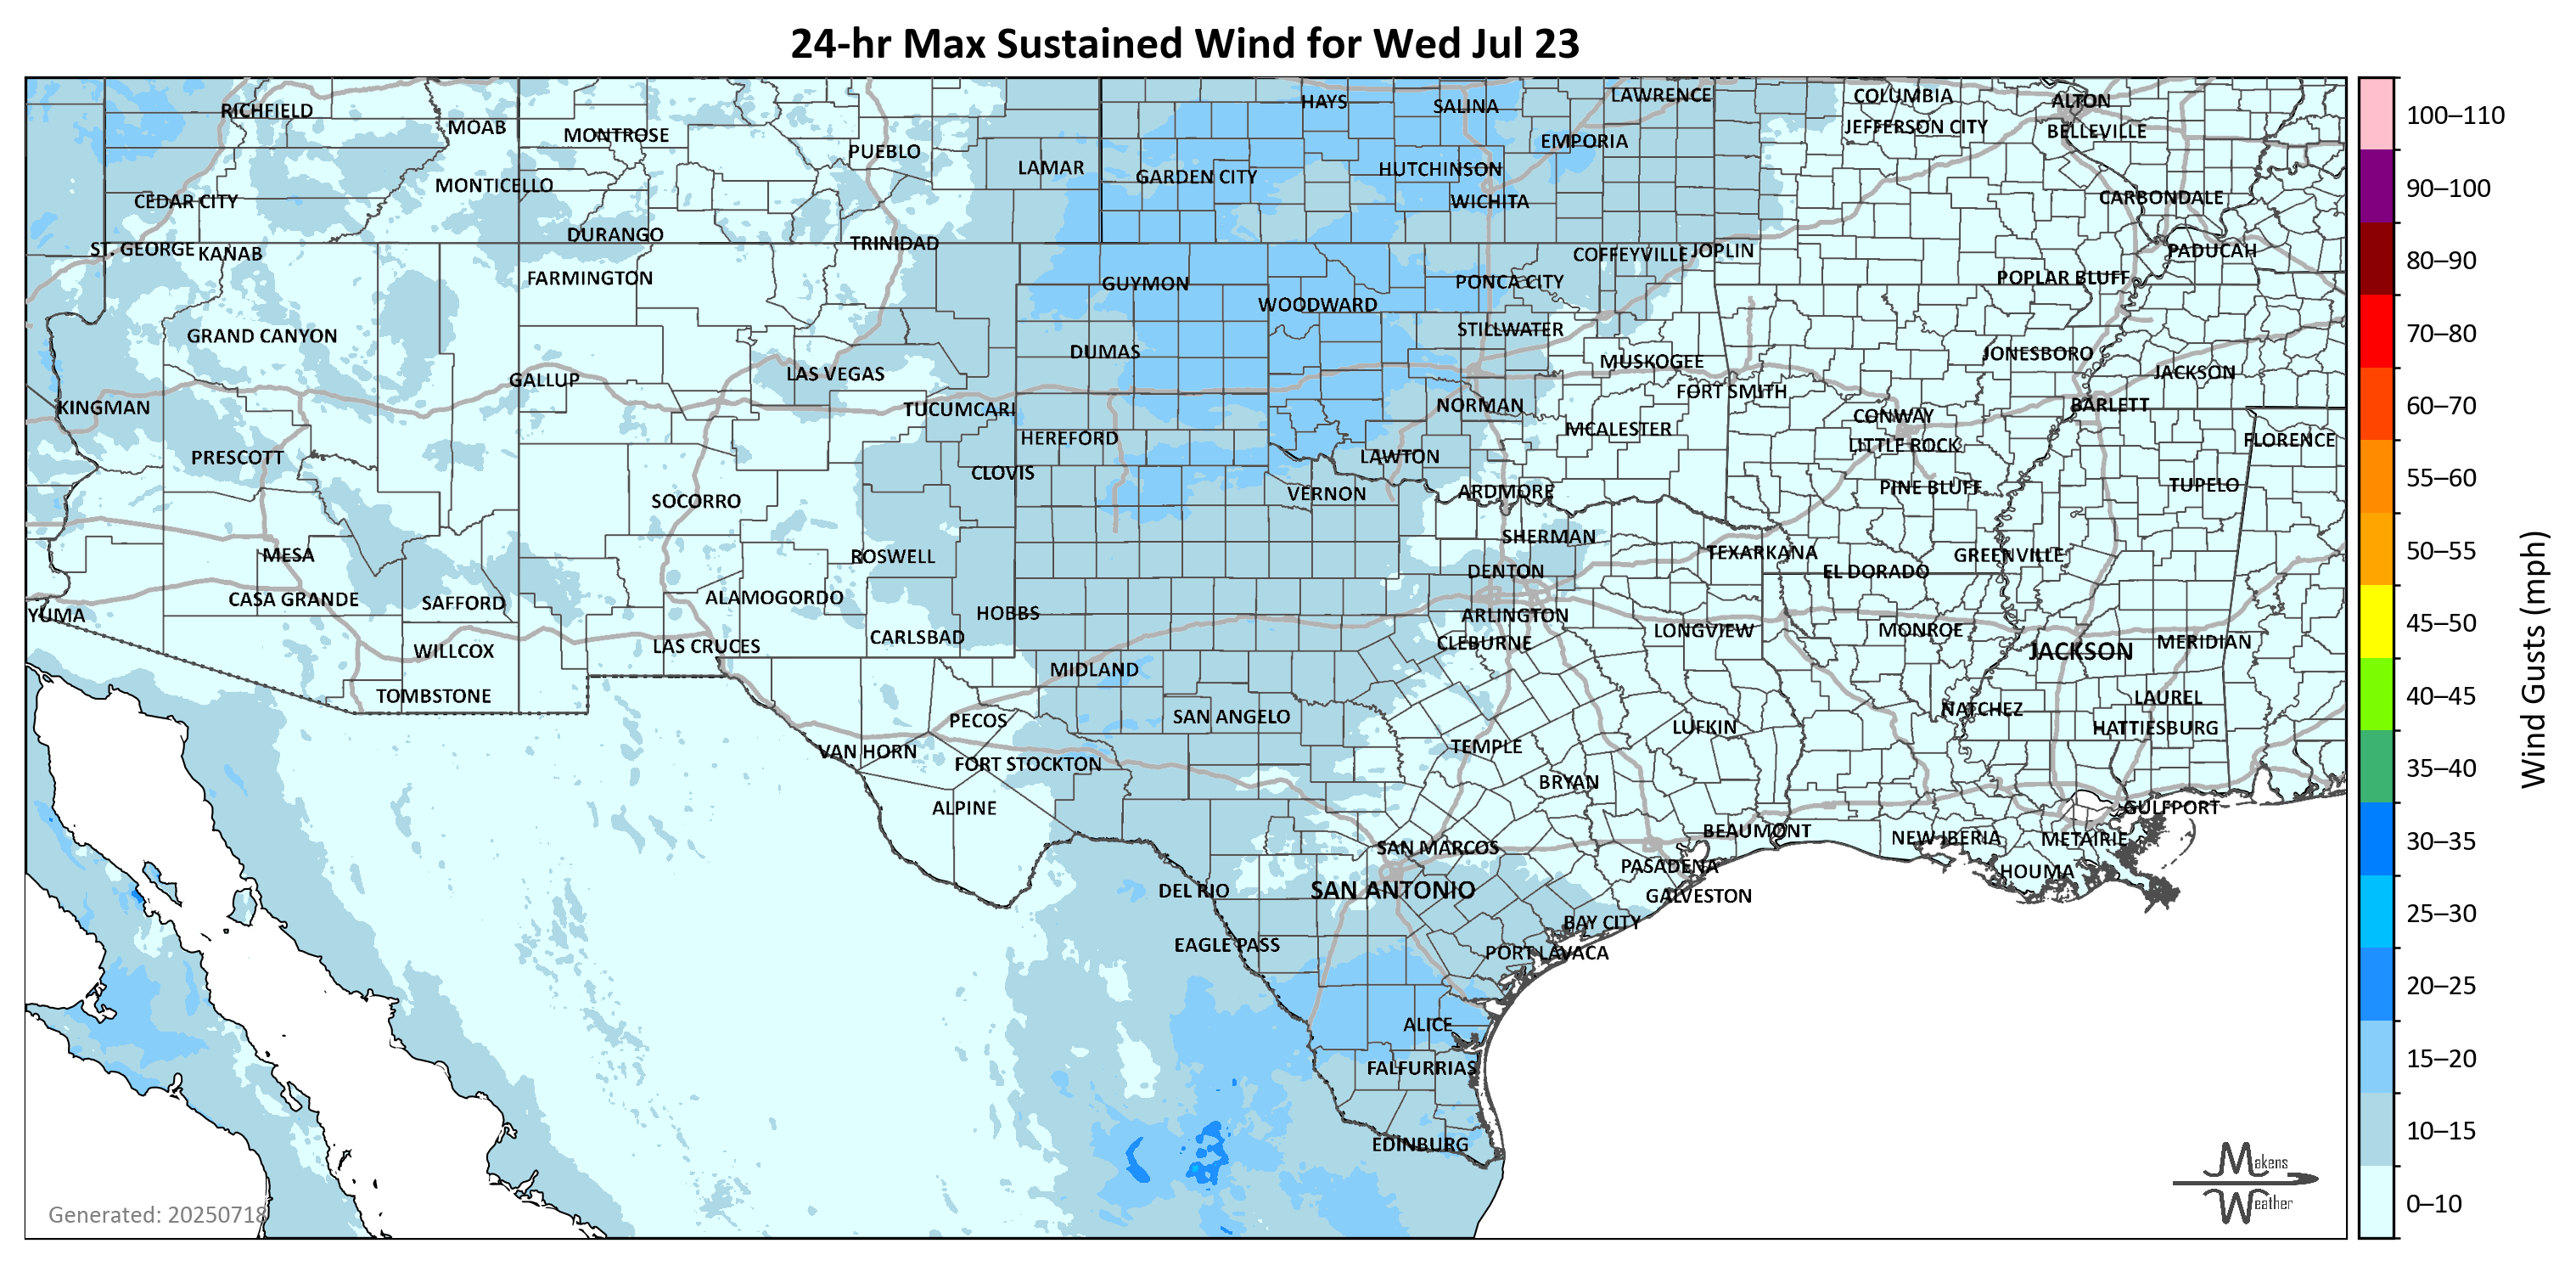 24-hr Max Sustained Wind for Wed Jul 23
RICHFIELD
MOAB
MONTROSE
PUEBLO
LAMAR
HAYS
SALINA
LAWRENCE
COLUMBIA
ALTON
JEFFERSON CITY
BELLEVILLE
EMPORIA
GARDEN CITY
HUTCHINSON
WICHITA
CARBONDALE
CEDAR CITY
MONTICELLO
DURANGO
TRINIDAD
ST. GEORGE
KANAB
FARMINGTON
GUYMON
WOODWARD
PONCA CITY
COFFEYVILLE
JOPLIN
POPLAR BLUFF
PADUCAH
GRAND CANYON
DUMAS
STILLWATER
MUSKOGEE
JONESBORO
JACKSON
GALLUP
LAS VEGAS
FORT SMITH
KINGMAN
TUCUMCARI
NORMAN
CONWAY
BARLETT
HEREFORD
MCALESTER
LITTLE ROCK
FLORENCE
PRESCOTT
CLOVIS
LAWTON
SOCORRO
VERNON
ARDMORE
PINE BLUFF
TUPELO
MESA
ROSWELL
SHERMAN
TEXARKANA
GREENVILLE
DENTON
EL DORADO
YUMA
CASA GRANDE
SAFFORD
ALAMOGORDO
HOBBS
ARLINGTON
WILLCOX
LAS CRUCES
CARLSBAD
CLEBURNE
LONGVIEW
MONROE
JACKSON
MERIDIAN
TOMBSTONE
MIDLAND
PECOS
SAN ANGELO
LUFKIN
NATCHEZ
LAUREL
HATTIESBURG
VAN HORN
FORT STOCKTON
TEMPLE
BRYAN
ALPINE
GULFPORT
SAN MARCOS
BEAUMONT
NEW IBERIA
METAIRIE
DEL RIO
SAN ANTONIO
PASADENA
GALVESTON
HOUMA
EAGLE PASS
BAY CITY
PORT LAVACA
ALICE
FALFURRIAS
EDINBURG
Generated: 20250718
Makens
Weather
100–110
90–100
80–90
70–80
60–70
55–60
50–55
45–50
40–45
35–40
30–35
25–30
20–25
15–20
10–15
0–10
Wind Gusts (mph)